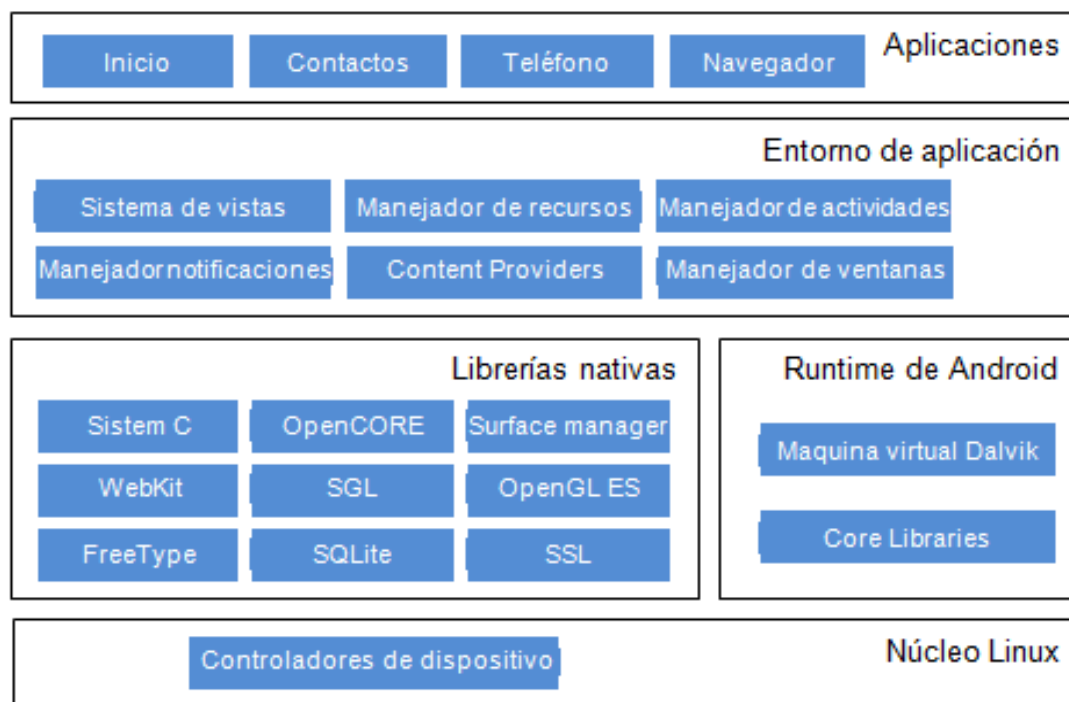 Aplicaciones
Inicio
Contactos
Teléfono
Navegador
Entorno de aplicación
Sistema de vistas
Manejador de recursos
Manejador de actividades
Manejador notificaciones
Content Providers
Manejador de ventanas
Librerías nativas
Sistem C
OpenCORE
Surface manager
WebKit
SGL
OpenGL ES
FreeType
SQLite
SSL
Runtime de Android
Maquina virtual Dalvik
Core Libraries
Núcleo Linux
Controladores de dispositivo